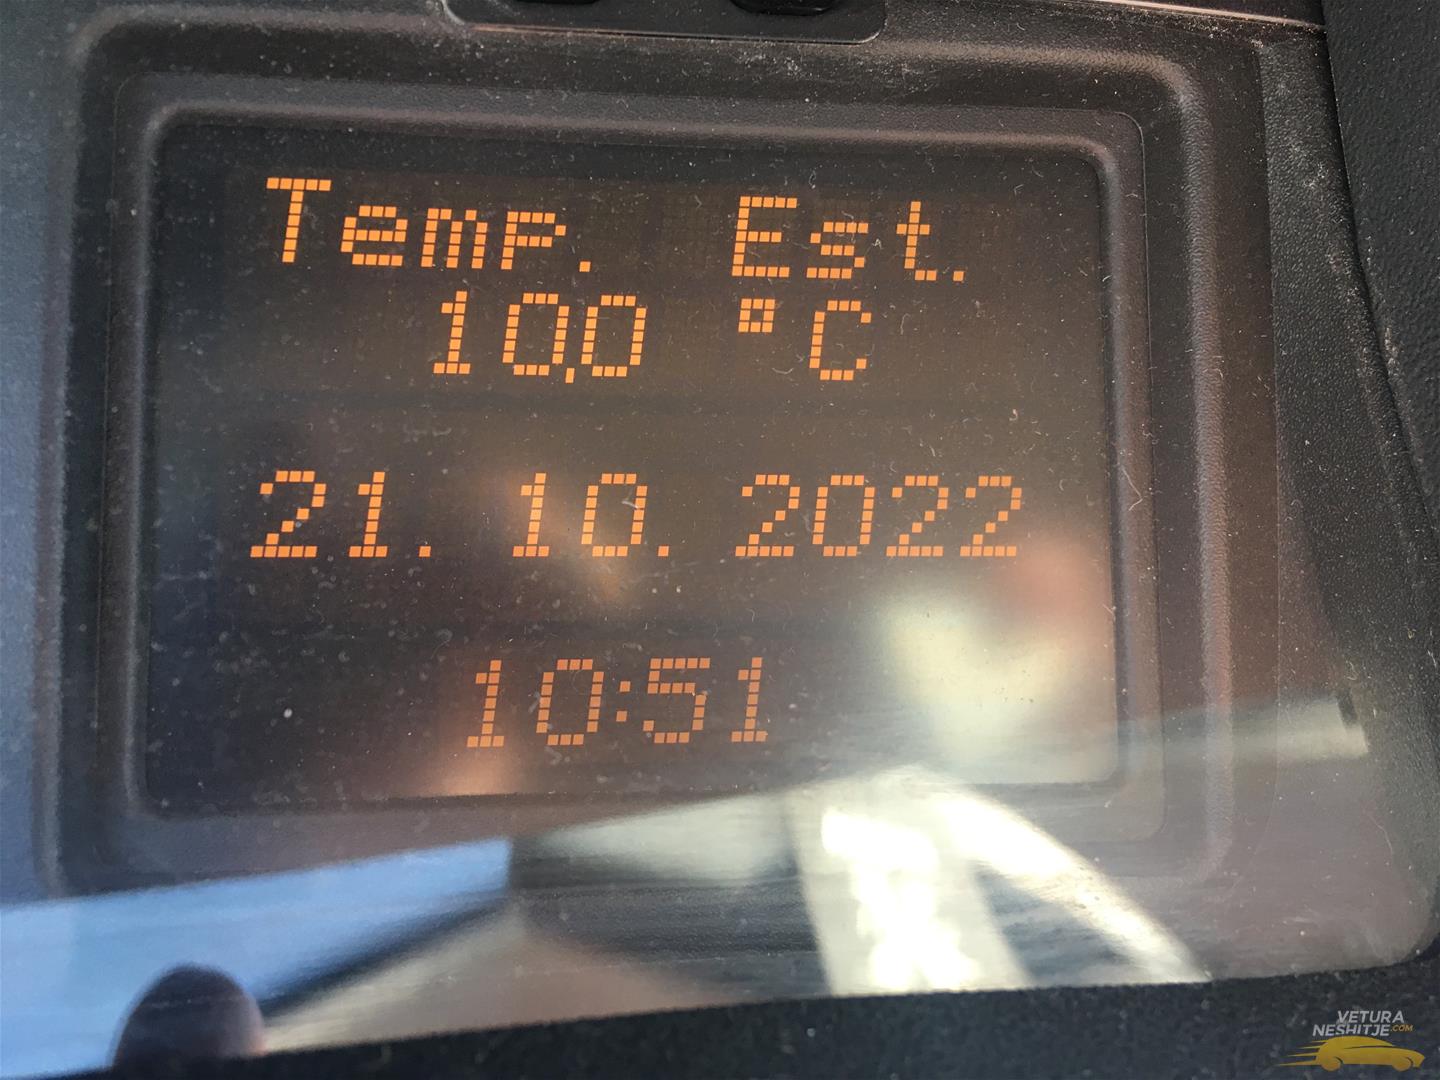 Temp. Est.
10,0 °C
21. 10. 2022
10:51
VETURA
NESHITJE.COM